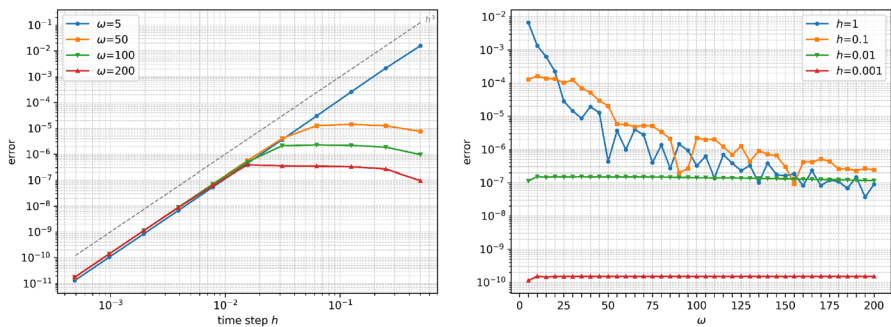 ω=5
ω=50
ω=100
ω=200
h³
10⁻¹
10⁻²
10⁻³
10⁻⁴
10⁻⁵
10⁻⁶
10⁻⁷
10⁻⁸
10⁻⁹
10⁻¹⁰
10⁻¹¹
error
10⁻³
10⁻²
10⁻¹
time step h
h=1
h=0.1
h=0.01
h=0.001
10⁻²
10⁻³
10⁻⁴
10⁻⁵
10⁻⁶
10⁻⁷
10⁻⁸
10⁻⁹
10⁻¹⁰
error
0
25
50
75
100
125
150
175
200
ω